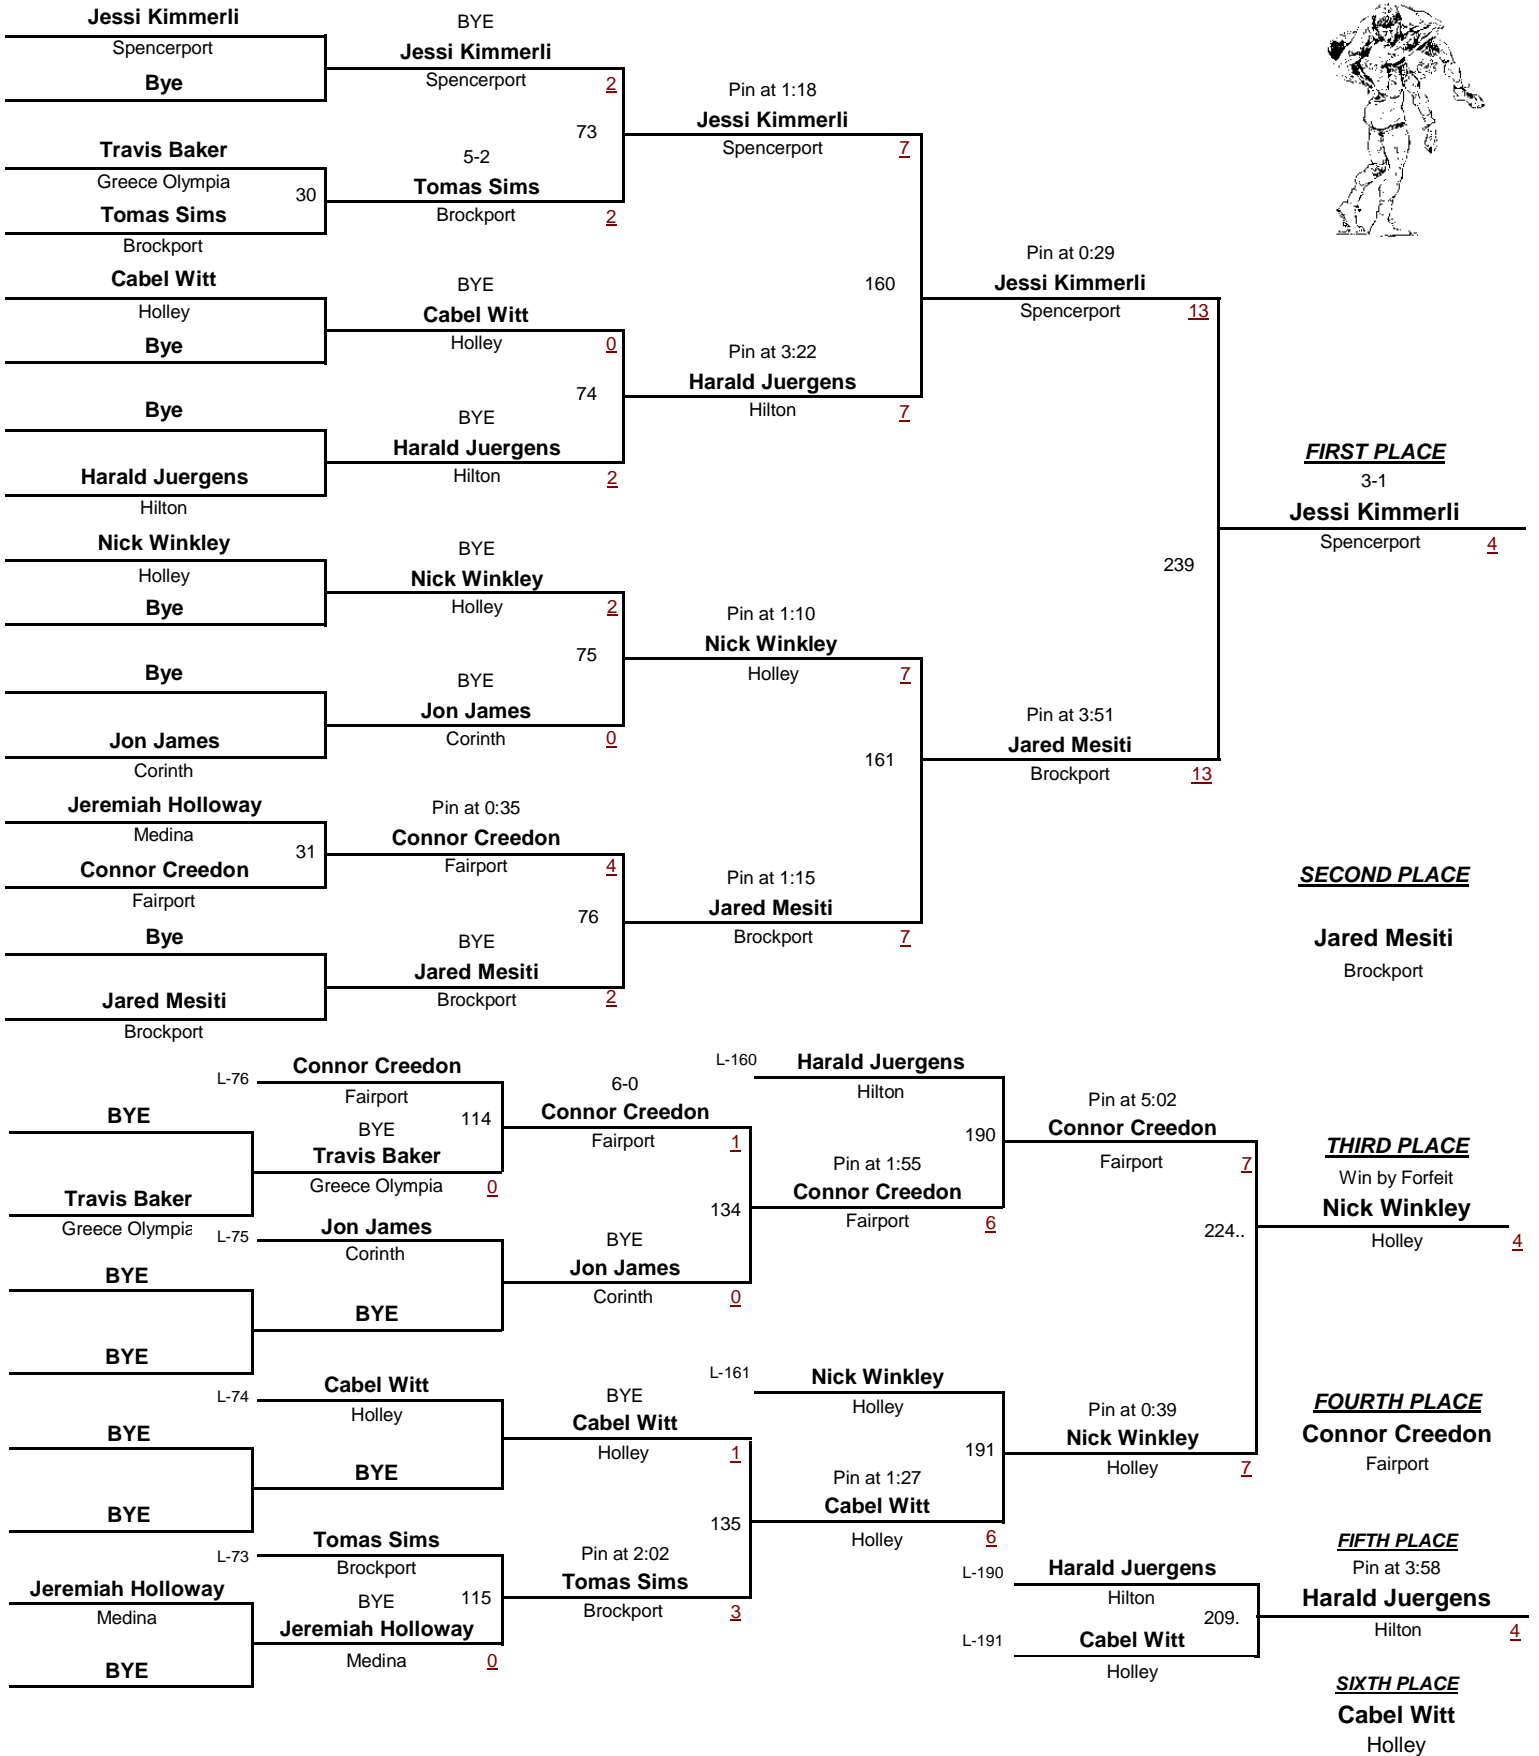 Jessi Kimmerli
Spencerport
Bye
Travis Baker
Greece Olympia
30
Tomas Sims
Brockport
Cabel Witt
Holley
Bye
Bye
Harald Juergens
Hilton
Nick Winkley
Holley
Bye
Bye
Jon James
Corinth
Jeremiah Holloway
Medina
31
Connor Creedon
Fairport
Bye
Jared Mesiti
Brockport
BYE
Jessi Kimmerli
Spencerport 2
73
5-2
Tomas Sims
Brockport 2
BYE
Cabel Witt
Holley 0
74
BYE
Harald Juergens
Hilton 2
BYE
Nick Winkley
Holley 2
75
BYE
Jon James
Corinth 0
Pin at 0:35
Connor Creedon
Fairport 4
76
BYE
Jared Mesiti
Brockport 2
Pin at 1:18
Jessi Kimmerli
Spencerport 7
160
Pin at 3:22
Harald Juergens
Hilton 7
Pin at 1:10
Nick Winkley
Holley 7
161
Pin at 1:15
Jared Mesiti
Brockport 7
Pin at 0:29
Jessi Kimmerli
Spencerport 13
239
Pin at 3:51
Jared Mesiti
Brockport 13
FIRST PLACE
3-1
Jessi Kimmerli
Spencerport 4
SECOND PLACE
Jared Mesiti
Brockport
BYE
Travis Baker
Greece Olympia
BYE
BYE
BYE
BYE
Jeremiah Holloway
Medina
BYE
L-76 Connor Creedon
Fairport
114
BYE
Travis Baker
Greece Olympia 0
L-75 Jon James
Corinth
BYE
L-74 Cabel Witt
Holley
BYE
L-73 Tomas Sims
Brockport
115
BYE
Jeremiah Holloway
Medina 0
6-0
Connor Creedon
Fairport 1
134
BYE
Jon James
Corinth 0
BYE
Cabel Witt
Holley 1
135
Pin at 2:02
Tomas Sims
Brockport 3
L-160 Harald Juergens
Hilton
190
Pin at 1:55
Connor Creedon
Fairport 6
L-161 Nick Winkley
Holley
191
Pin at 1:27
Cabel Witt
Holley 6
Pin at 5:02
Connor Creedon
Fairport 7
224..
Pin at 0:39
Nick Winkley
Holley 7
THIRD PLACE
Win by Forfeit
Nick Winkley
Holley 4
FOURTH PLACE
Connor Creedon
Fairport
L-190 Harald Juergens
Hilton
209.
L-191 Cabel Witt
Holley
FIFTH PLACE
Pin at 3:58
Harald Juergens
Hilton 4
SIXTH PLACE
Cabel Witt
Holley